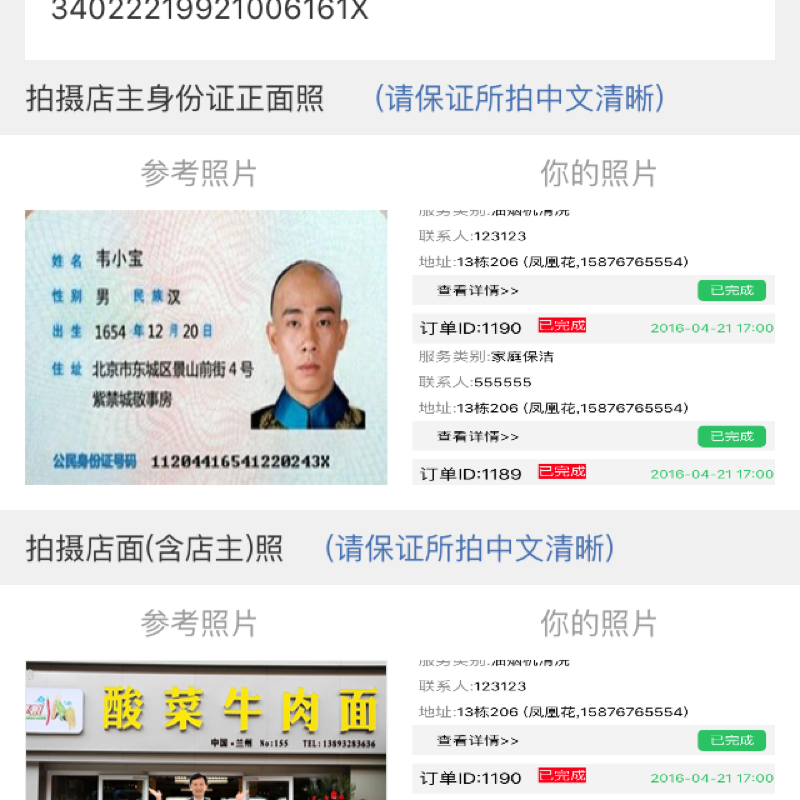 34022219921006161X
拍摄店主身份证正面照 (请保证所拍中文清晰)
参考照片 你的照片
姓名 韦小宝
性别 男 民族 汉
出生 1654 年 12 月 20 日
住址 北京市东城区景山前街4号
紫禁城敬事房
公民身份证号码 11204416541220243X
服务类别:油烟机清洗
联系人:123123
地址:13栋206 (凤凰花,15876765554)
查看详情>> 已完成
订单ID:1190 已完成 2016-04-21 17:00
服务类别:家庭保洁
联系人:555555
地址:13栋206 (凤凰花,15876765554)
查看详情>> 已完成
订单ID:1189 已完成 2016-04-21 17:00
拍摄店面(含店主)照 (请保证所拍中文清晰)
参考照片 你的照片
酸菜牛肉面
中国·兰州 No:155 TEL:13893283636
服务类别:油烟机清洗
联系人:123123
地址:13栋206 (凤凰花,15876765554)
查看详情>> 已完成
订单ID:1190 已完成 2016-04-21 17:00